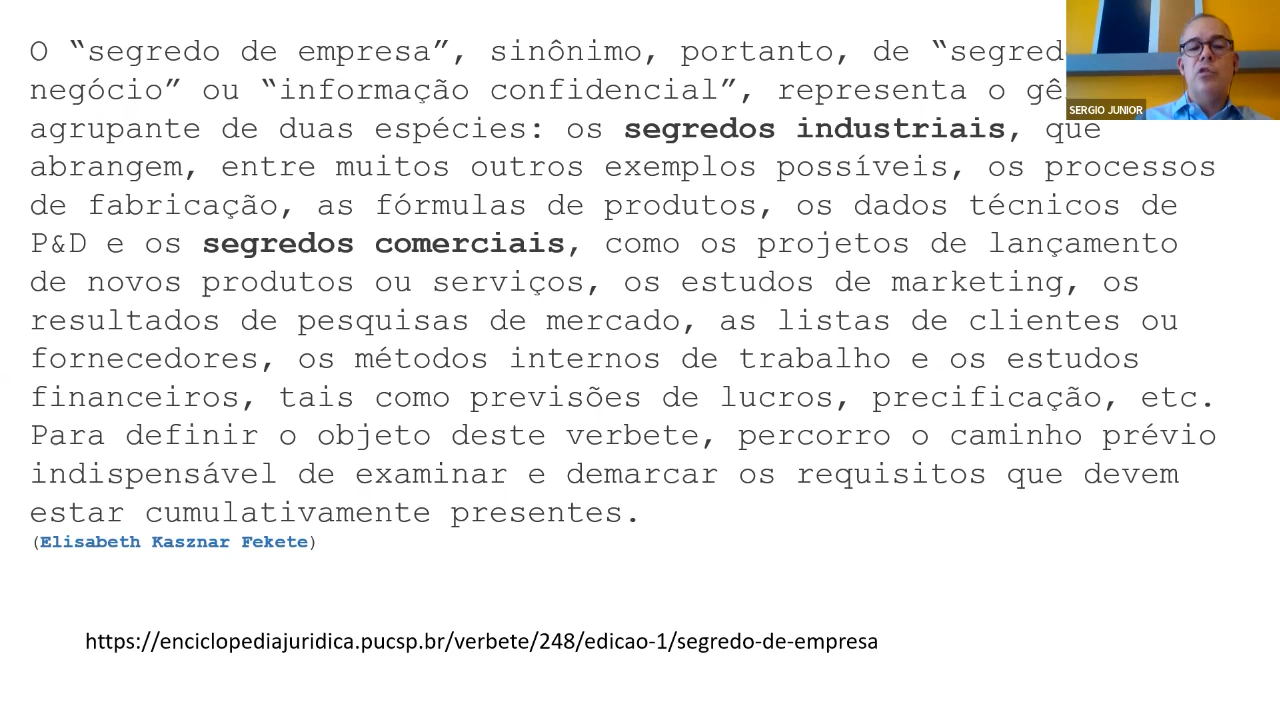 O “segredo de empresa”, sinônimo, portanto, de “segred
negócio” ou “informação confidencial”, representa o gê
SERGIO JUNIOR
agrupante de duas espécies: os segredos industriais, que
abrangem, entre muitos outros exemplos possíveis, os processos
de fabricação, as fórmulas de produtos, os dados técnicos de
P&D e os segredos comerciais, como os projetos de lançamento
de novos produtos ou serviços, os estudos de marketing, os
resultados de pesquisas de mercado, as listas de clientes ou
fornecedores, os métodos internos de trabalho e os estudos
financeiros, tais como previsões de lucros, precificação, etc.
Para definir o objeto deste verbete, percorro o caminho prévio
indispensável de examinar e demarcar os requisitos que devem
estar cumulativamente presentes.
(Elisabeth Kasznar Fekete)
https://enciclopediajuridica.pucsp.br/verbete/248/edicao-1/segredo-de-empresa